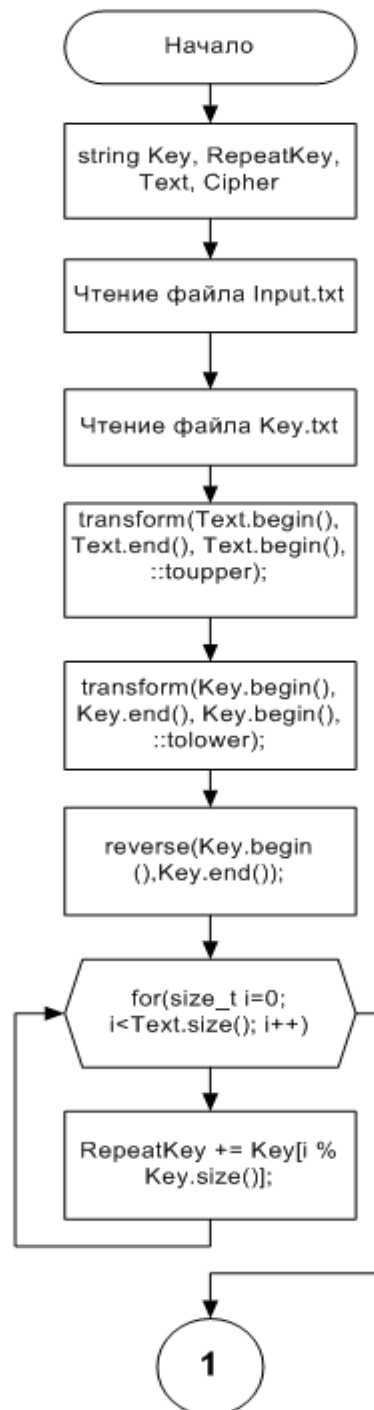 Начало
string Key, RepeatKey,
Text, Cipher
Чтение файла Input.txt
Чтение файла Key.txt
transform(Text.begin(),
Text.end(), Text.begin(),
::toupper);
transform(Key.begin(),
Key.end(), Key.begin(),
::tolower);
reverse(Key.begin
(),Key.end());
for(size_t i=0;
i<Text.size(); i++)
RepeatKey += Key[i %
Key.size()];
1